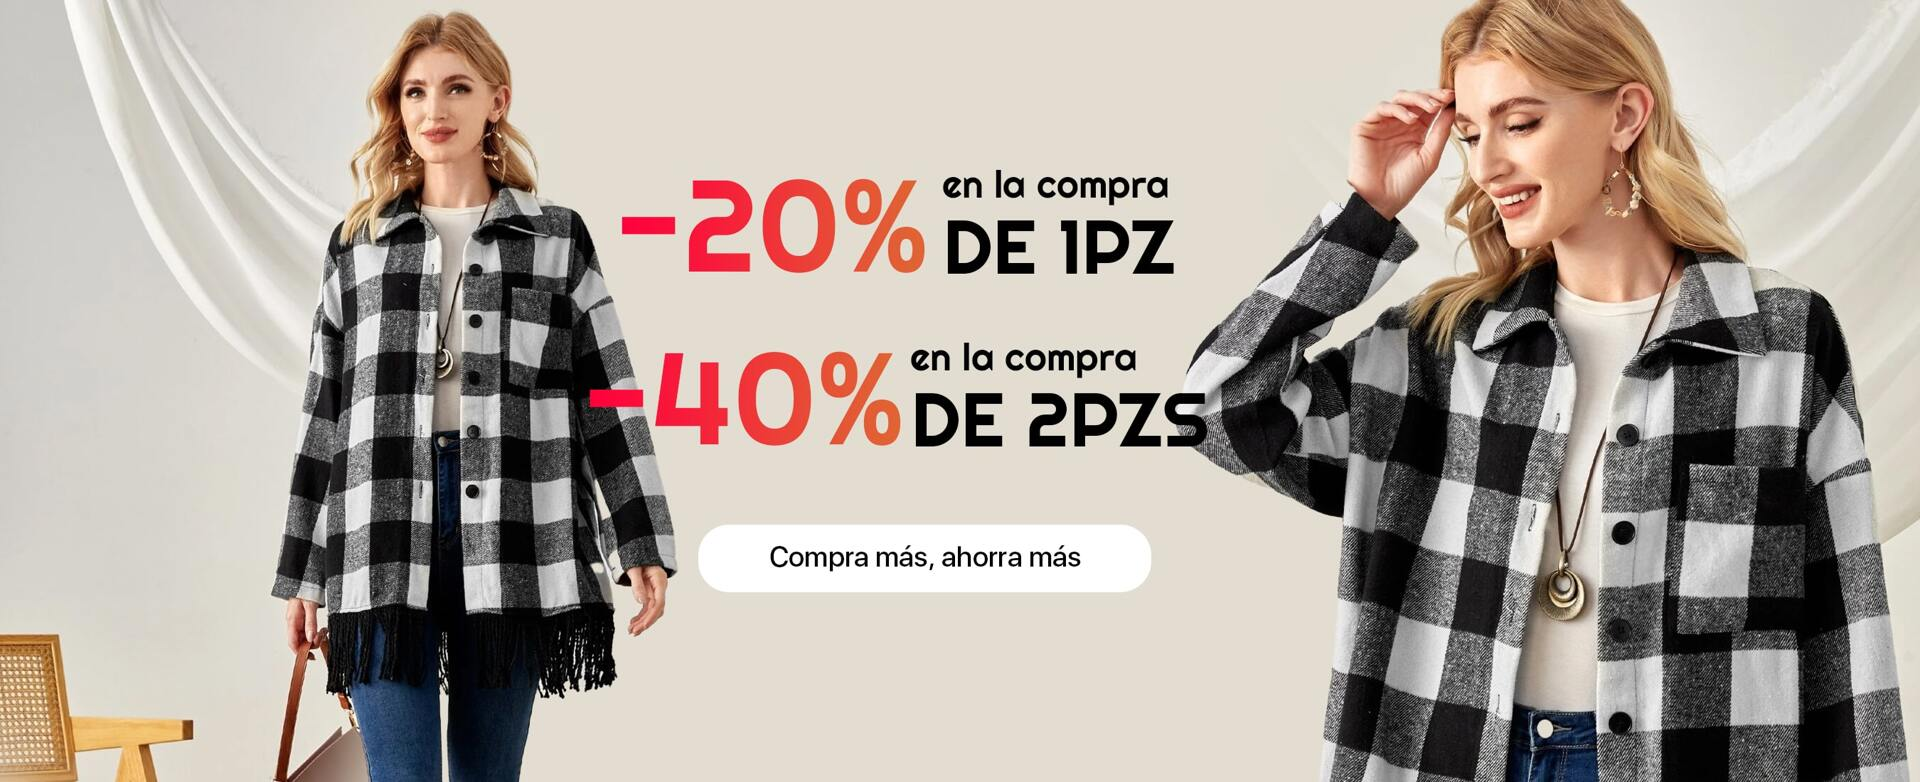 -20% en la compra
DE 1PZ
-40% en la compra
DE 2PZS
Compra más, ahorra más